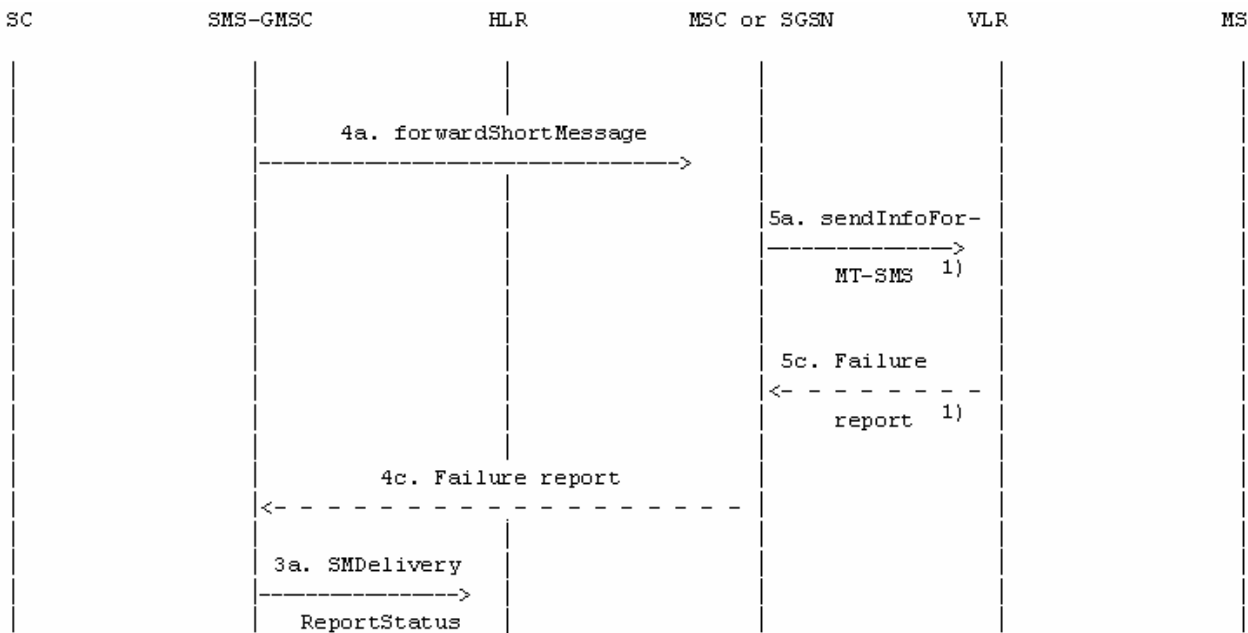 SC SMS-GMSC HLR MSC or SGSN VLR MS
4a. forwardShortMessage
5a. sendInfoFor-
MT-SMS 1)
5c. Failure
report 1)
4c. Failure report
3a. SMDelivery
ReportStatus